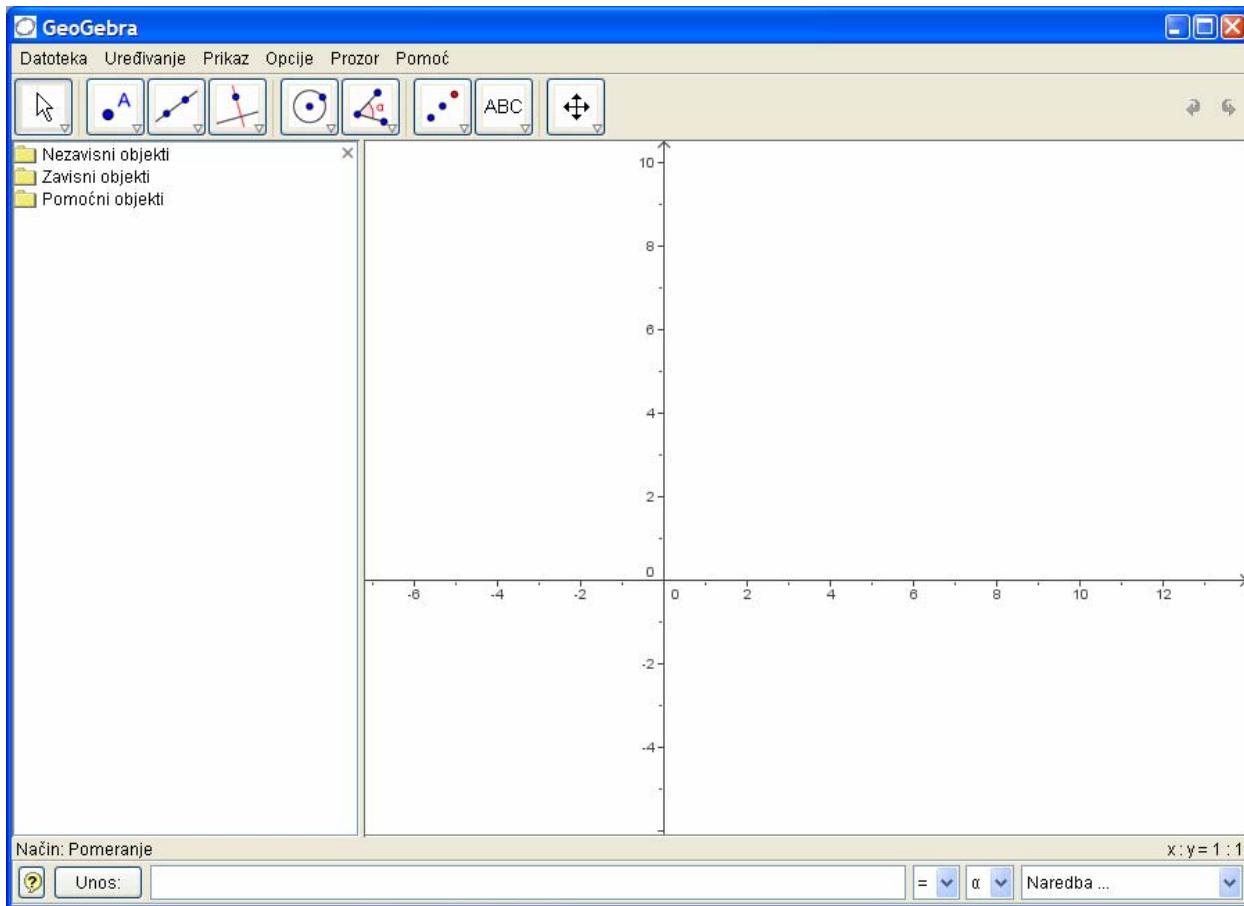 GeoGebra
Datoteka Uređivanje Prikaz Opcije Prozor Pomoć
A α ABC
Nezavisni objekti
Zavisni objekti
Pomoćni objekti
10
8
6
4
2
0
-6 -4 -2 0 2 4 6 8 10 12
-2
-4
Način: Pomeranje x : y = 1 : 1
? Unos: = α Naredba ...